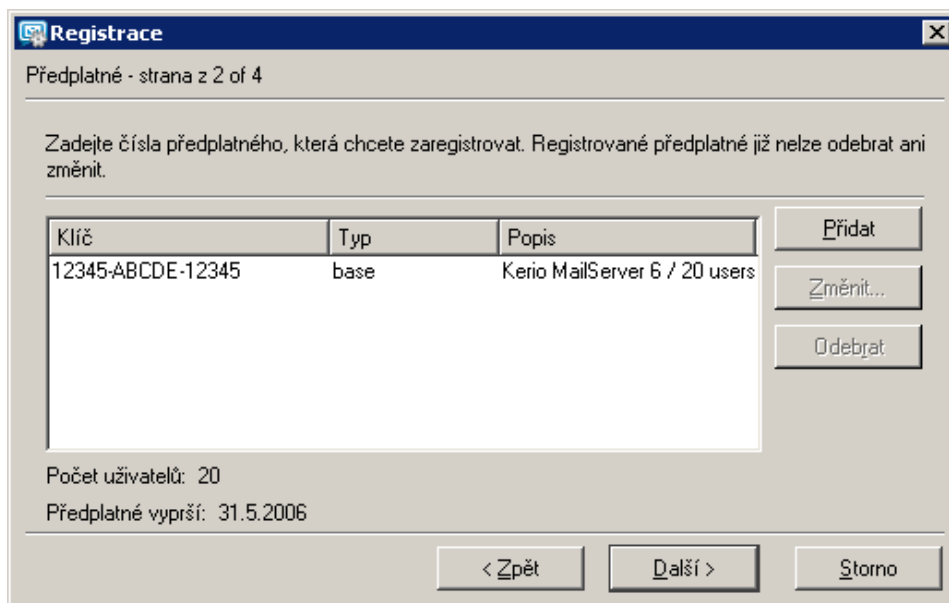 Registrace
Předplatné - strana z 2 of 4
Zadejte čísla předplatného, která chcete zaregistrovat. Registrované předplatné již nelze odebrat ani
změnit.
Klíč Typ Popis
12345-ABCDE-12345 base Kerio MailServer 6 / 20 users
Přidat
Změnit...
Odebrat
Počet uživatelů: 20
Předplatné vyprší: 31.5.2006
< Zpět Další > Storno